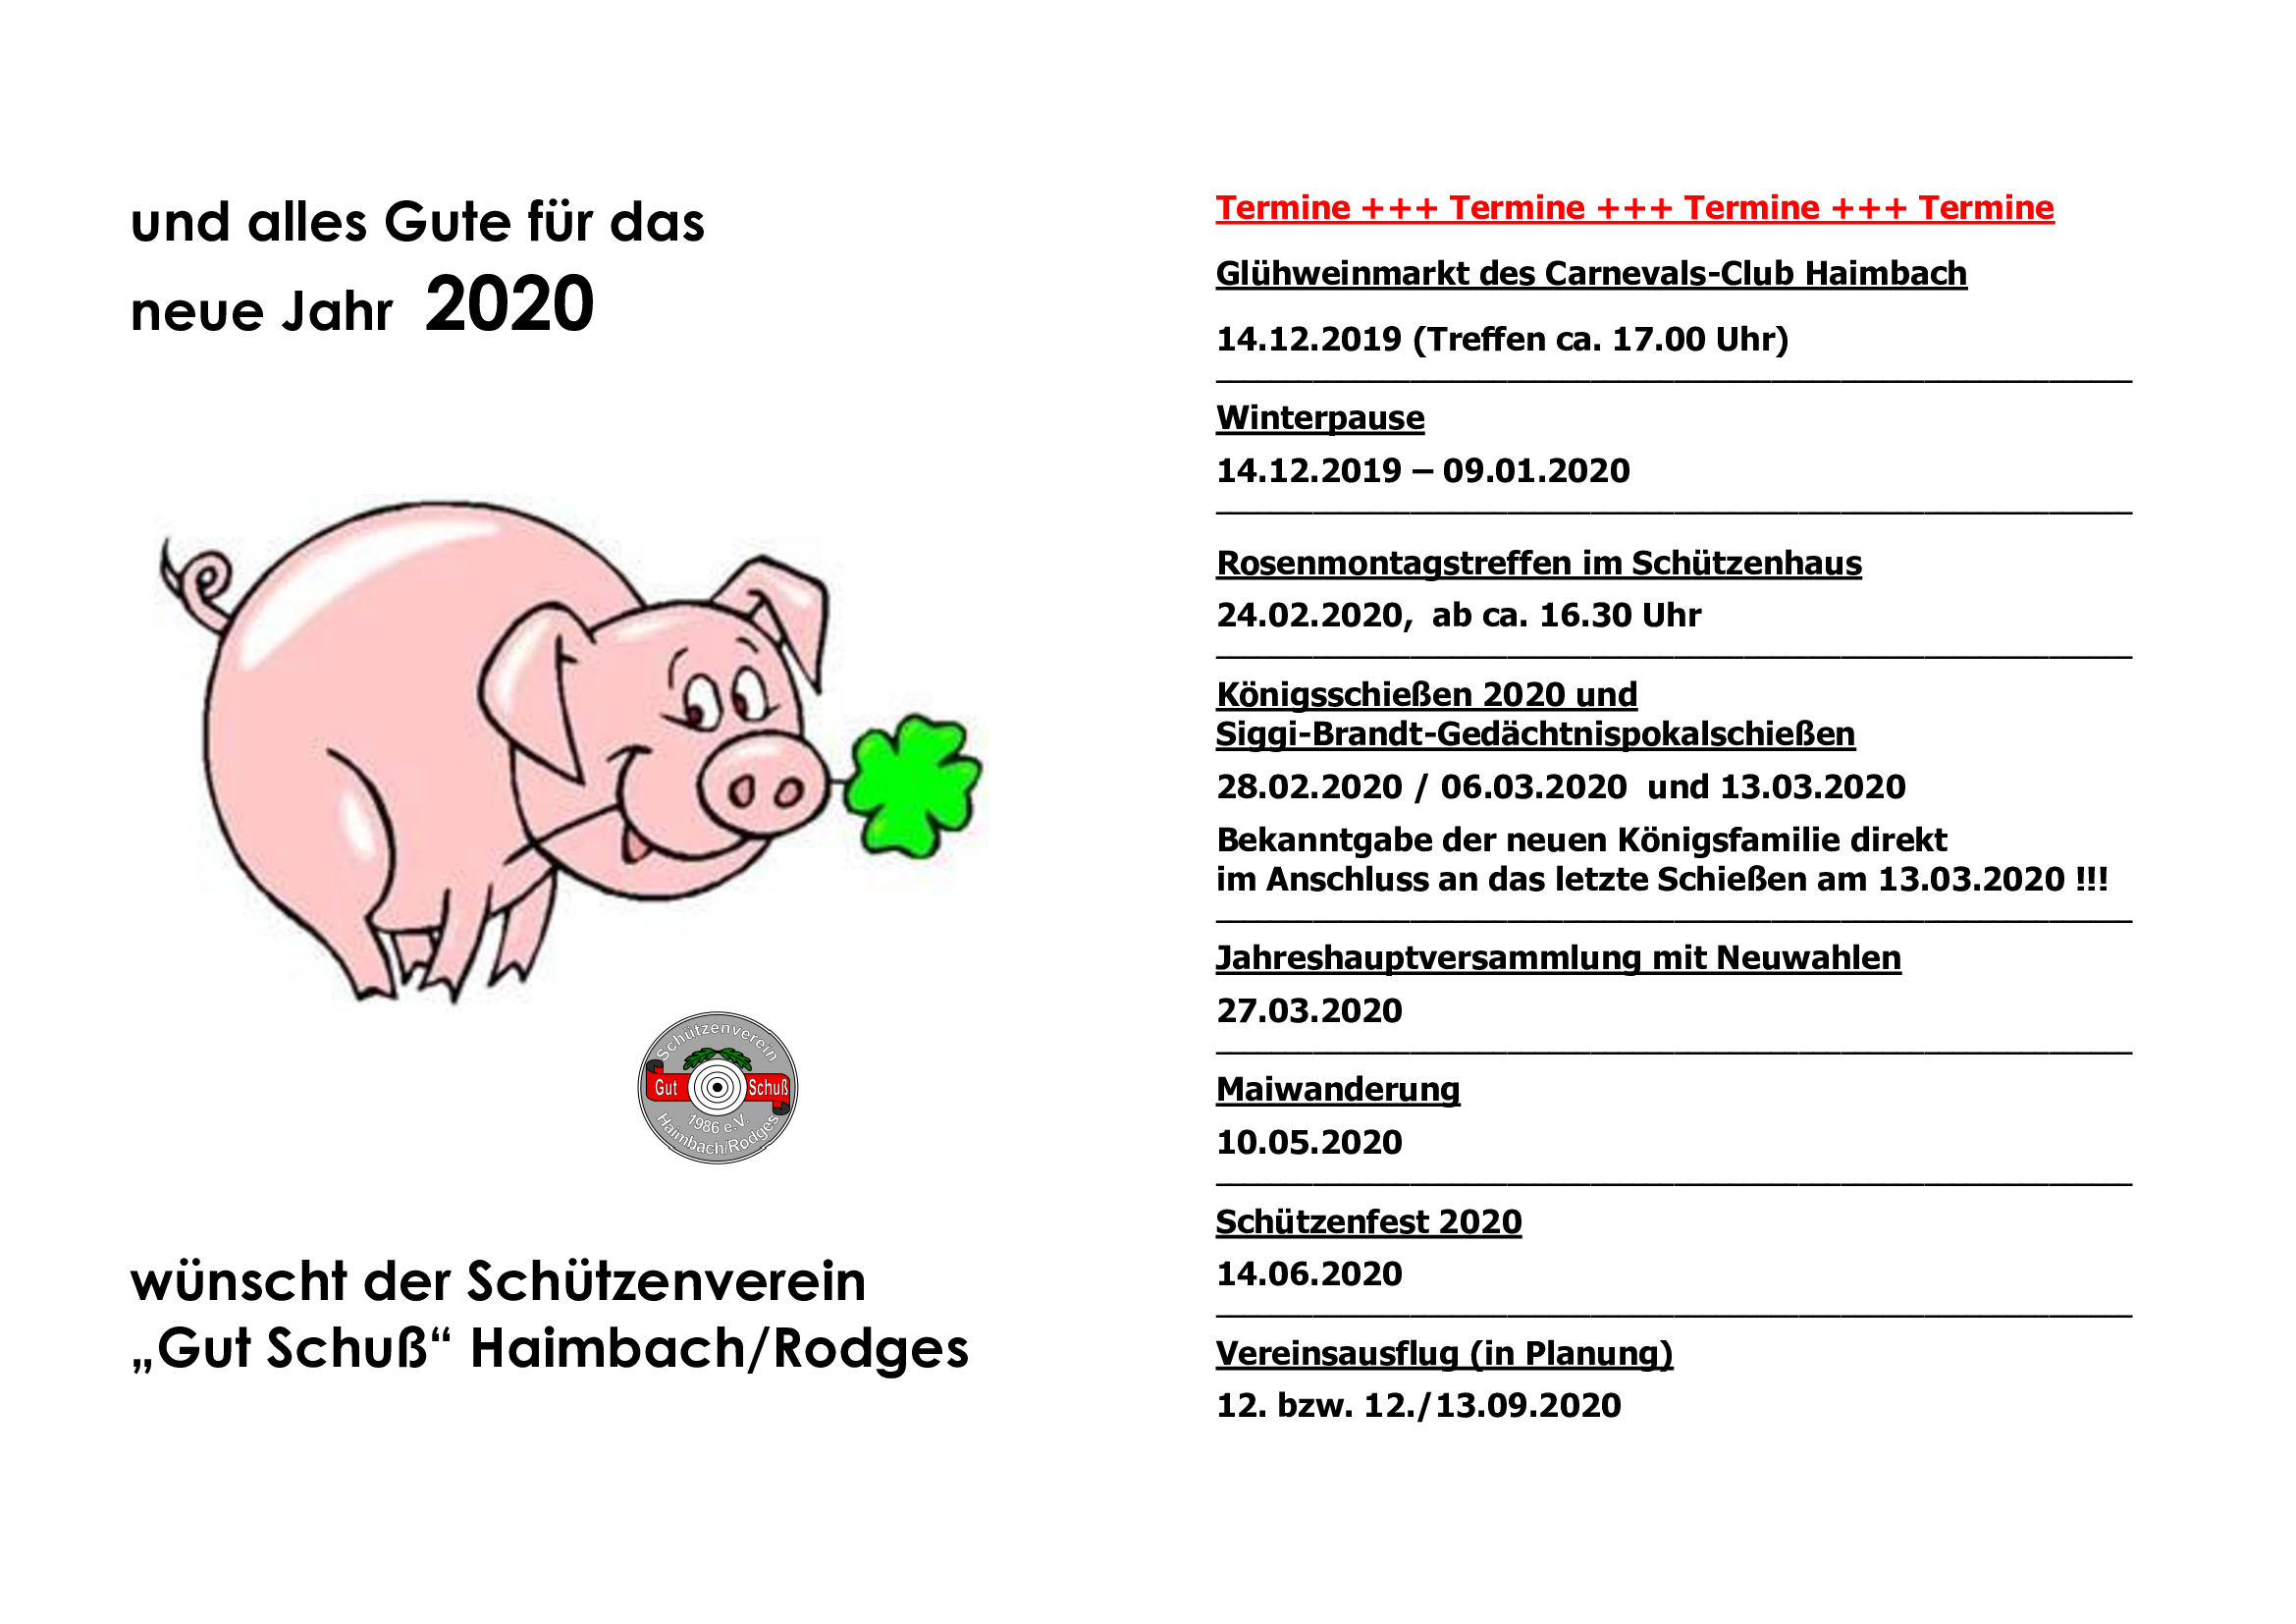 und alles Gute für das
neue Jahr 2020
Schützenverein
Gut Schuß
1986 e.V.
Haimbach/Rodges
wünscht der Schützenverein
„Gut Schuß“ Haimbach/Rodges
Termine +++ Termine +++ Termine +++ Termine
Glühweinmarkt des Carnevals-Club Haimbach
14.12.2019 (Treffen ca. 17.00 Uhr)
Winterpause
14.12.2019 – 09.01.2020
Rosenmontagstreffen im Schützenhaus
24.02.2020, ab ca. 16.30 Uhr
Königsschießen 2020 und
Siggi-Brandt-Gedächtnispokalschießen
28.02.2020 / 06.03.2020 und 13.03.2020
Bekanntgabe der neuen Königsfamilie direkt
im Anschluss an das letzte Schießen am 13.03.2020 !!!
Jahreshauptversammlung mit Neuwahlen
27.03.2020
Maiwanderung
10.05.2020
Schützenfest 2020
14.06.2020
Vereinsausflug (in Planung)
12. bzw. 12./13.09.2020